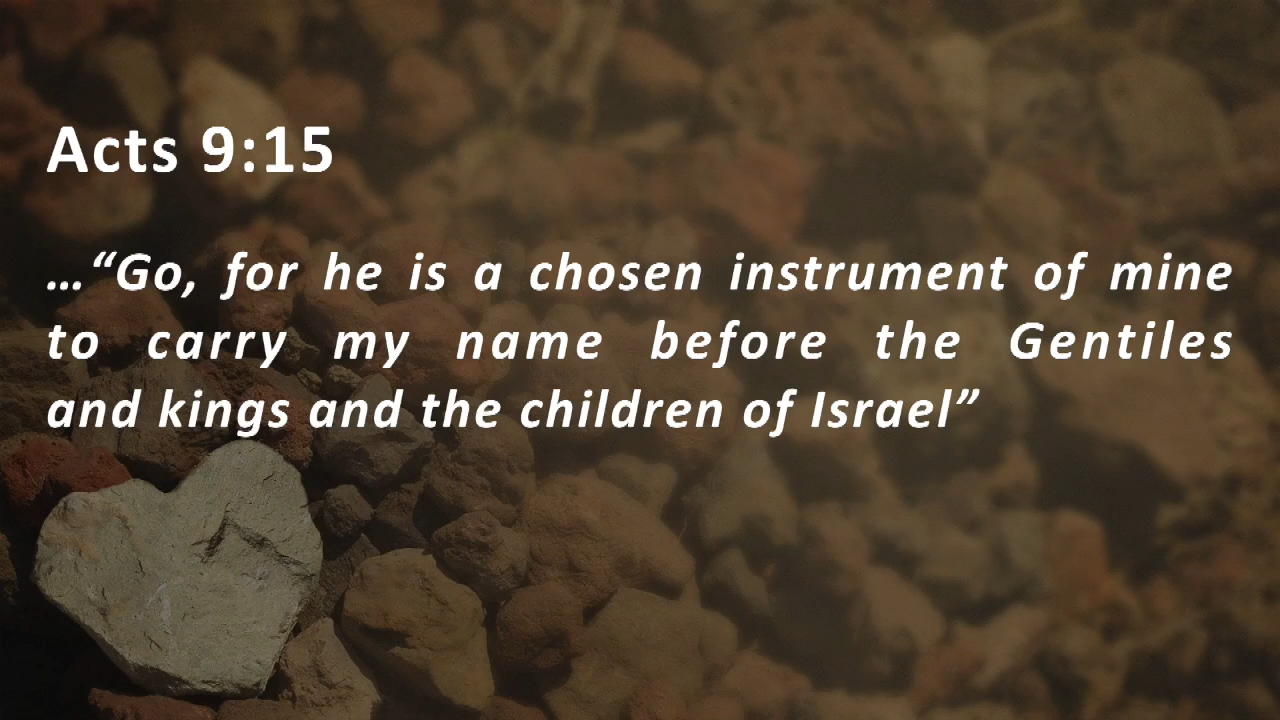 Acts 9:15
…“Go, for he is a chosen instrument of mine
to carry my name before the Gentiles
and kings and the children of Israel”